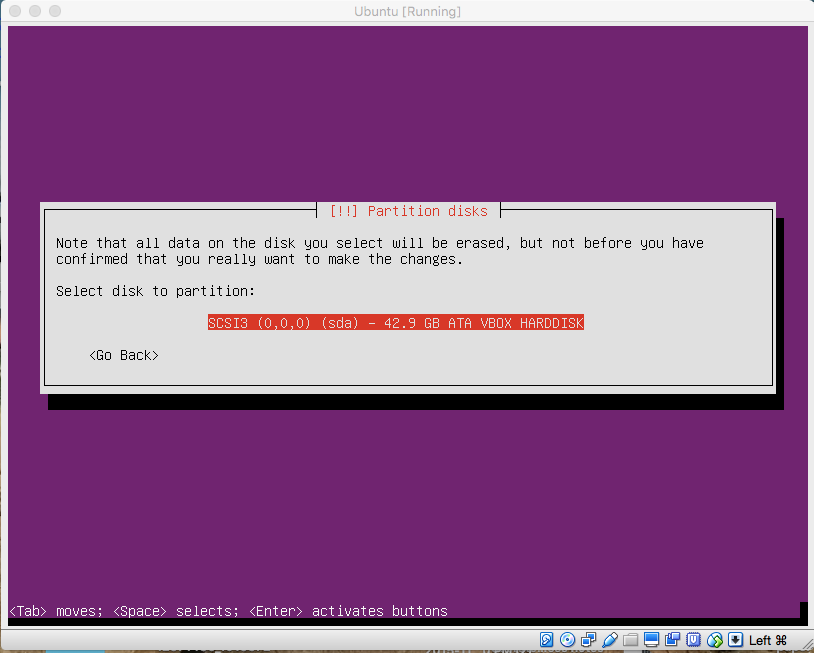 Ubuntu [Running]
[!!] Partition disks
Note that all data on the disk you select will be erased, but not before you have
confirmed that you really want to make the changes.
Select disk to partition:
SCSI3 (0,0,0) (sda) - 42.9 GB ATA VBOX HARDDISK
<Go Back>
<Tab> moves; <Space> selects; <Enter> activates buttons
Left ⌘